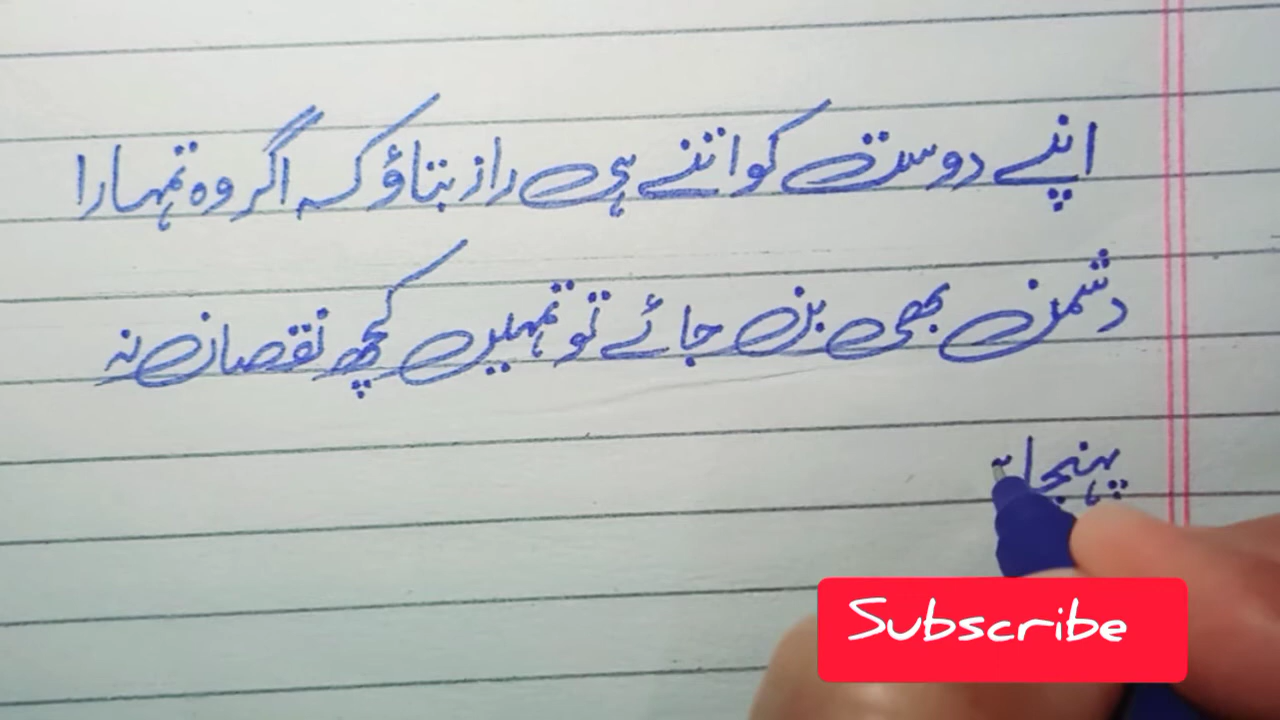 اپنے دوست کو اتنے ہی راز بتاؤ کہ اگر وہ تمہارا
دشمن بھی بن جائے تو تمہیں کچھ نقصان نہ
Subscribe